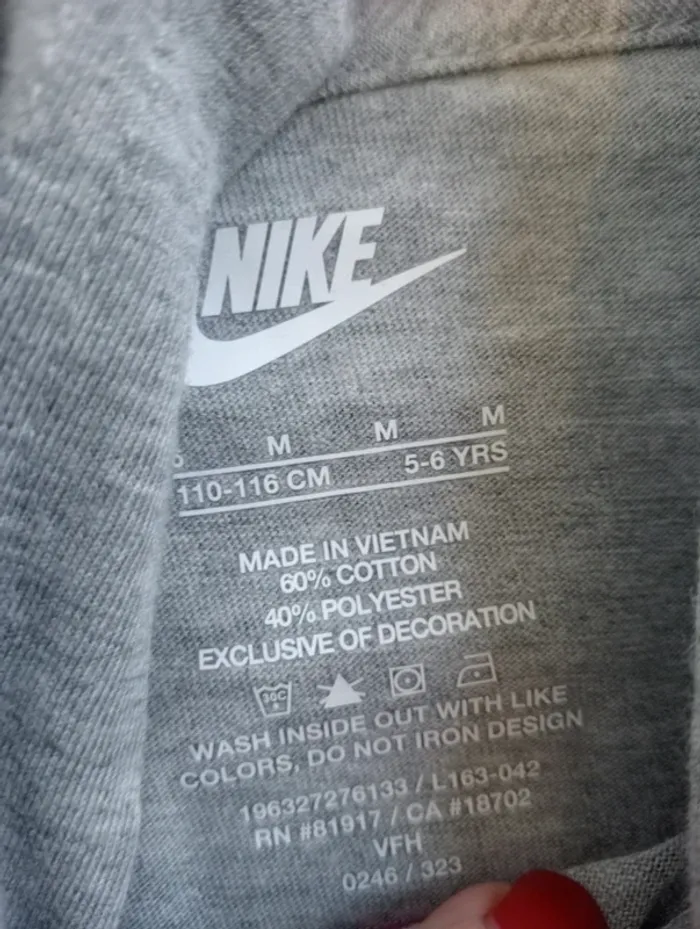 NIKE
M M M
110-116 CM 5-6 YRS
MADE IN VIETNAM
60% COTTON
40% POLYESTER
EXCLUSIVE OF DECORATION
30C
WASH INSIDE OUT WITH LIKE
COLORS, DO NOT IRON DESIGN
196327276133 / L163-042
RN #81917 / CA #18702
VFH
0246 / 323